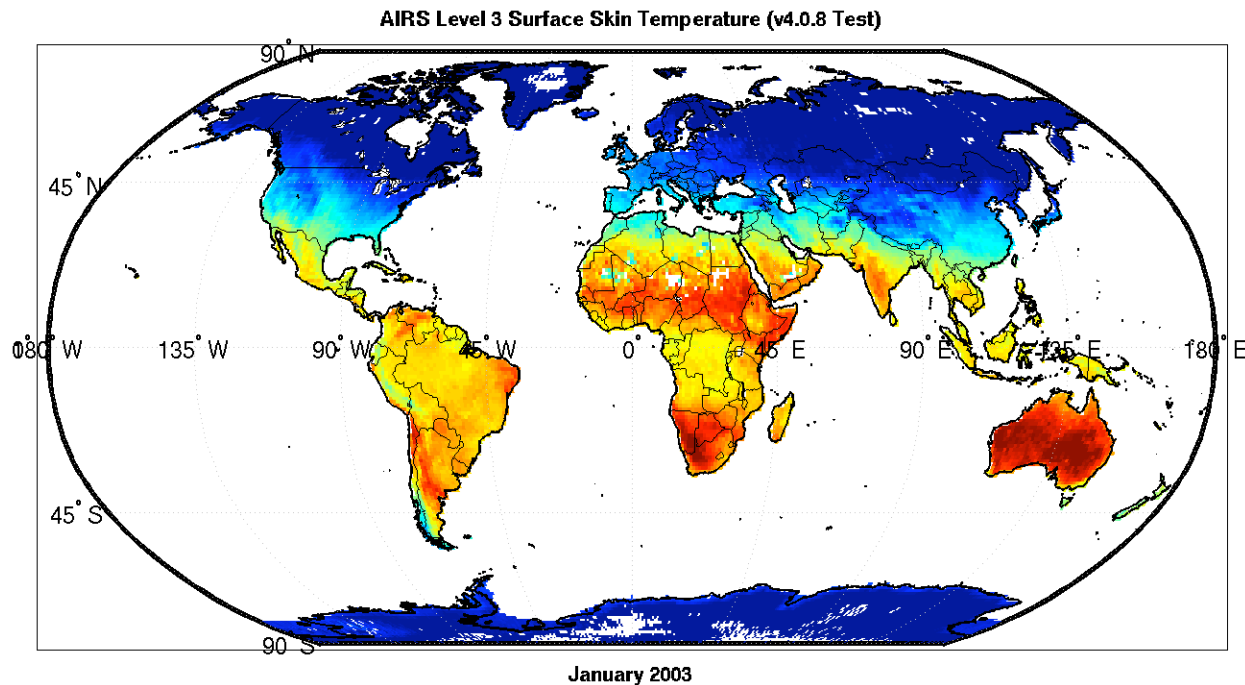 AIRS Level 3 Surface Skin Temperature (v4.0.8 Test)
90° N
45° N
180° W 135° W 90° W 45° W 0° 45° E 90° E 135° E 180° E
45° S
90° S
January 2003